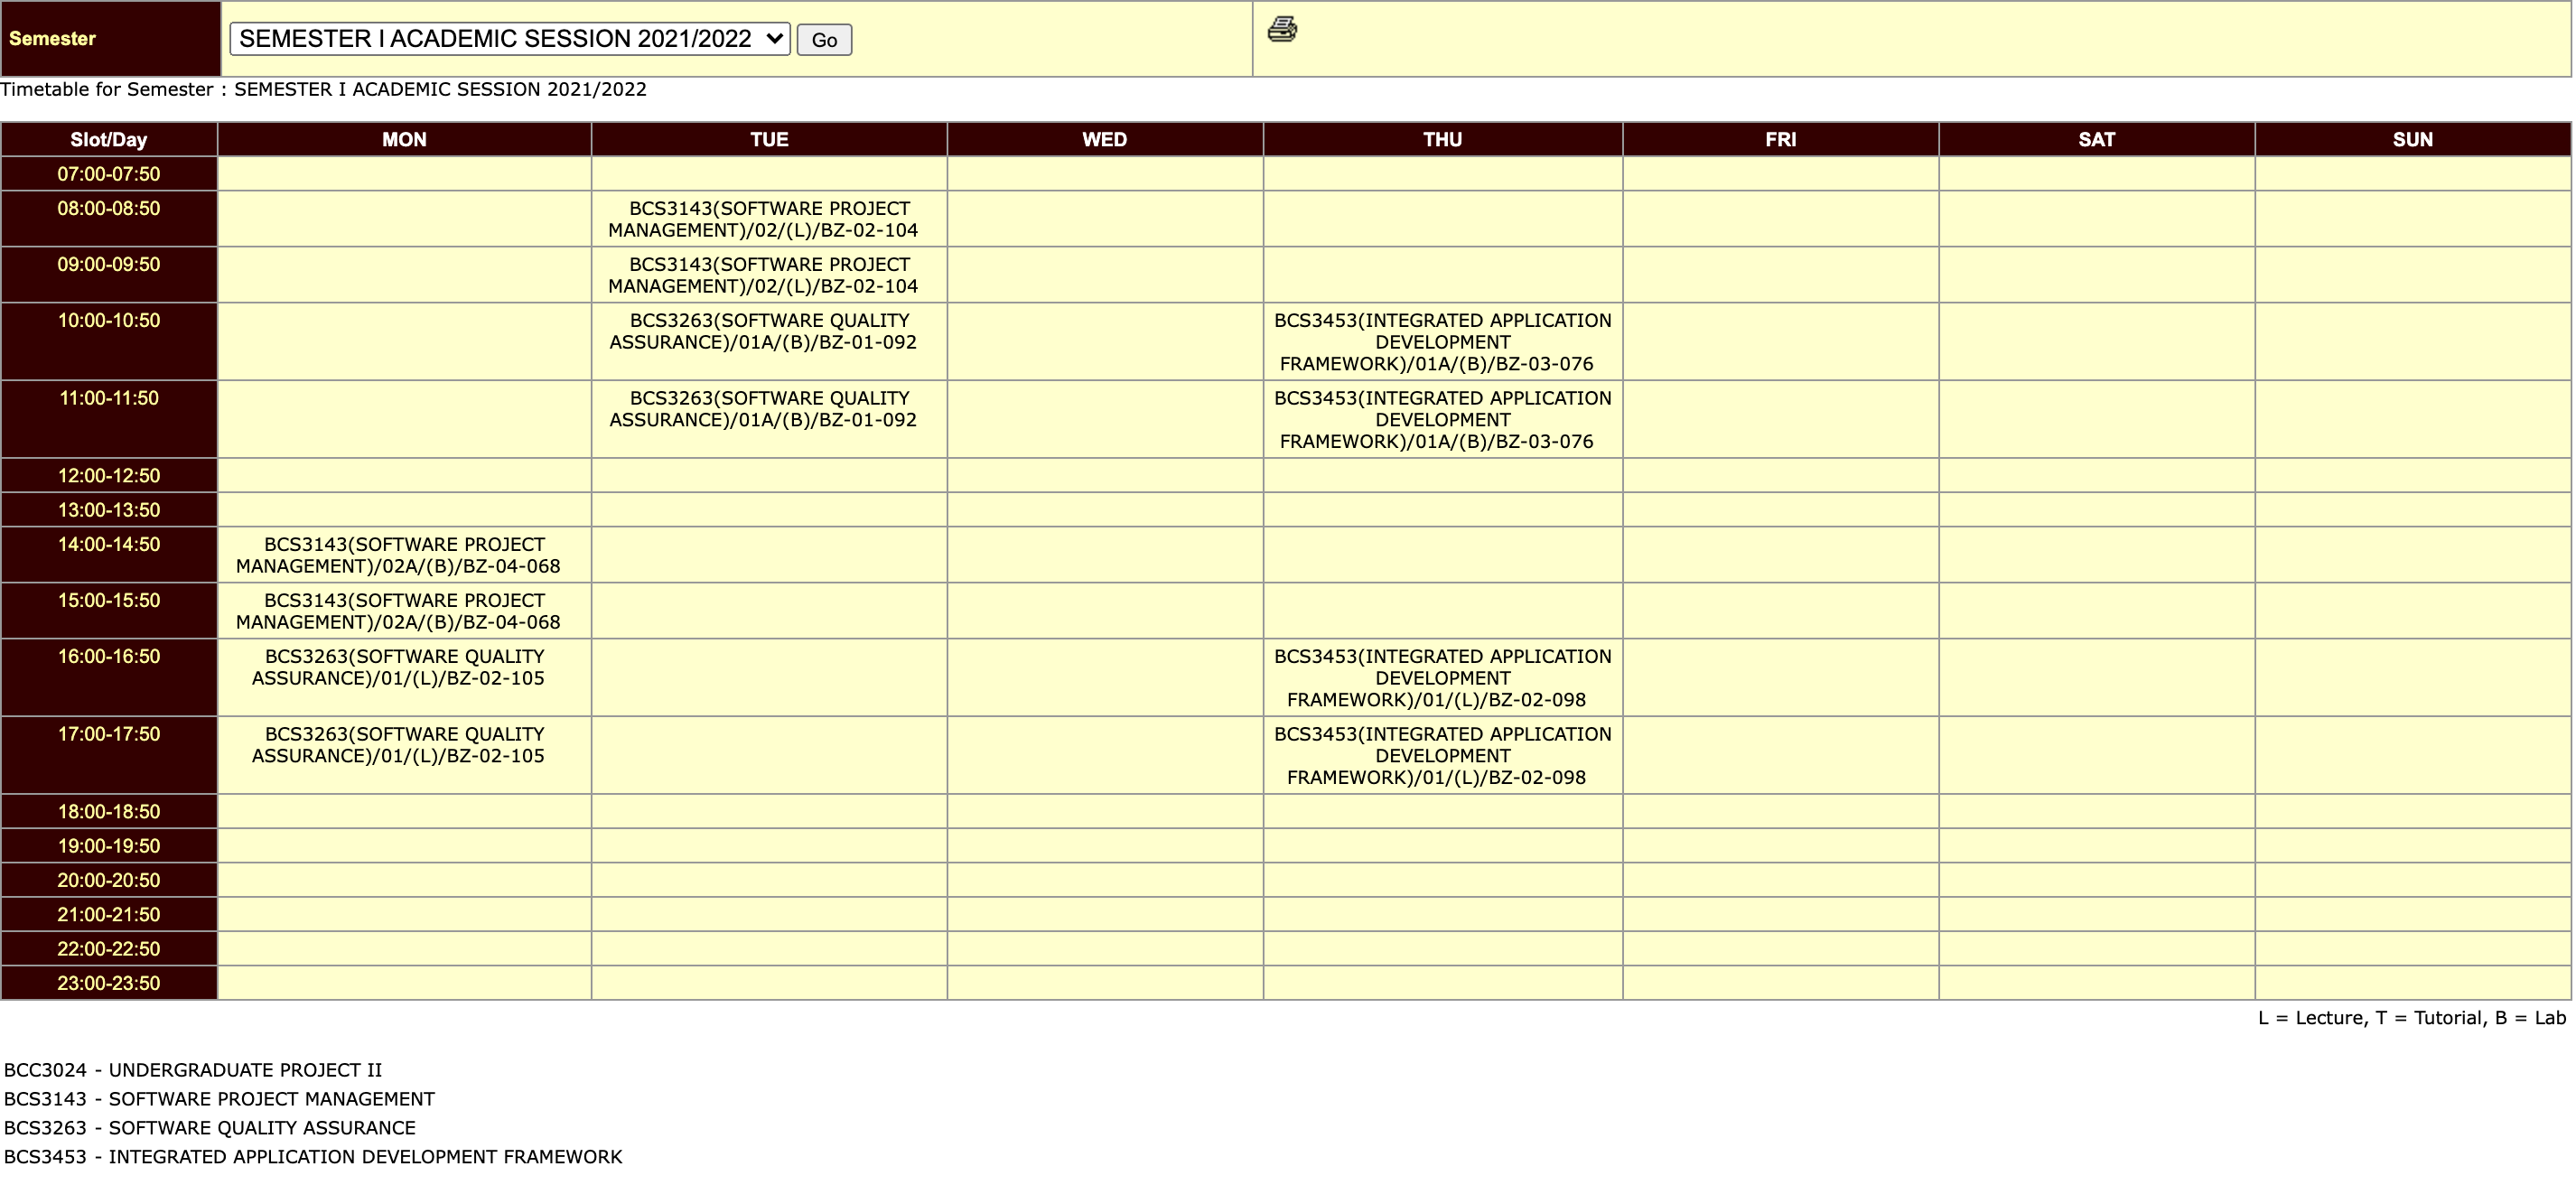 Semester
SEMESTER I ACADEMIC SESSION 2021/2022
Go
Timetable for Semester : SEMESTER I ACADEMIC SESSION 2021/2022
Slot/Day MON TUE WED THU FRI SAT SUN
07:00-07:50
08:00-08:50
BCS3143(SOFTWARE PROJECT
MANAGEMENT)/02/(L)/BZ-02-104
09:00-09:50
BCS3143(SOFTWARE PROJECT
MANAGEMENT)/02/(L)/BZ-02-104
10:00-10:50
BCS3263(SOFTWARE QUALITY
ASSURANCE)/01A/(B)/BZ-01-092
BCS3453(INTEGRATED APPLICATION
DEVELOPMENT
FRAMEWORK)/01A/(B)/BZ-03-076
11:00-11:50
BCS3263(SOFTWARE QUALITY
ASSURANCE)/01A/(B)/BZ-01-092
BCS3453(INTEGRATED APPLICATION
DEVELOPMENT
FRAMEWORK)/01A/(B)/BZ-03-076
12:00-12:50
13:00-13:50
14:00-14:50
BCS3143(SOFTWARE PROJECT
MANAGEMENT)/02A/(B)/BZ-04-068
15:00-15:50
BCS3143(SOFTWARE PROJECT
MANAGEMENT)/02A/(B)/BZ-04-068
16:00-16:50
BCS3263(SOFTWARE QUALITY
ASSURANCE)/01/(L)/BZ-02-105
BCS3453(INTEGRATED APPLICATION
DEVELOPMENT
FRAMEWORK)/01/(L)/BZ-02-098
17:00-17:50
BCS3263(SOFTWARE QUALITY
ASSURANCE)/01/(L)/BZ-02-105
BCS3453(INTEGRATED APPLICATION
DEVELOPMENT
FRAMEWORK)/01/(L)/BZ-02-098
18:00-18:50
19:00-19:50
20:00-20:50
21:00-21:50
22:00-22:50
23:00-23:50
L = Lecture, T = Tutorial, B = Lab
BCC3024 - UNDERGRADUATE PROJECT II
BCS3143 - SOFTWARE PROJECT MANAGEMENT
BCS3263 - SOFTWARE QUALITY ASSURANCE
BCS3453 - INTEGRATED APPLICATION DEVELOPMENT FRAMEWORK